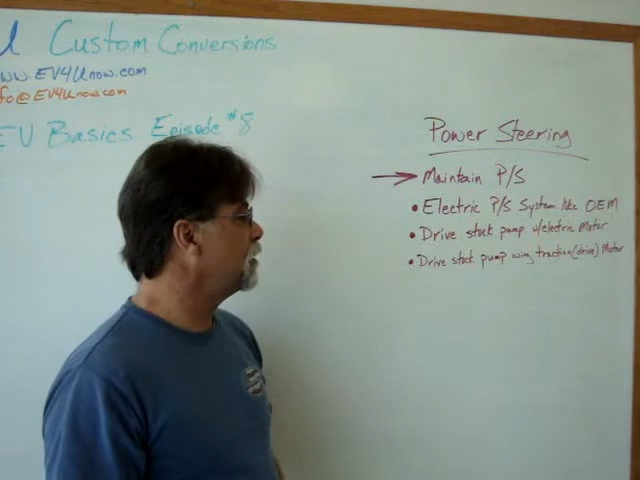 U Custom Conversions
www.EV4Unow.com
fo@EV4Unow.com
EV Basics Episode #8
Power Steering
→ Maintain P/S
• Electric P/S System like OEM
• Drive stock pump w/electric Motor
• Drive stock pump using traction(drive) Motor